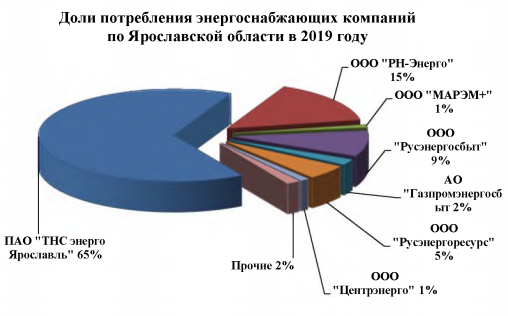 Доли потребления энергоснабжающих компаний
по Ярославской области в 2019 году
ООО "РН-Энерго"
15%
ООО "МАРЭМ+"
1%
ООО
"Русэнергосбыт"
9%
АО
"Газпромэнергосб
ыт 2%
ООО
"Русэнергоресурс"
5%
ООО
"Центрэнерго" 1%
Прочие 2%
ПАО "ТНС энерго
Ярославль" 65%